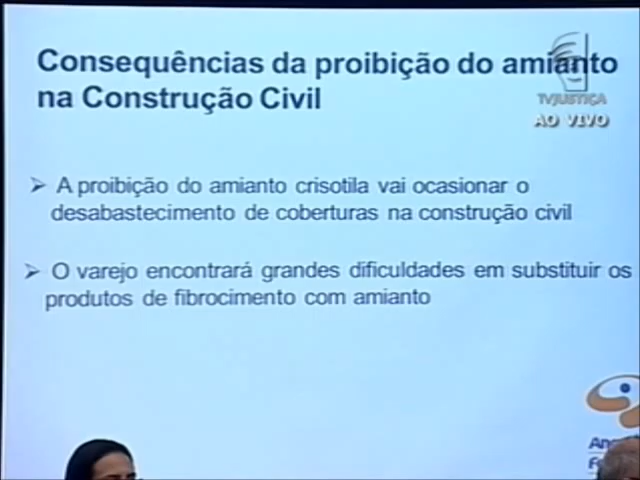 Consequências da proibição do amianto
na Construção Civil
TVJUSTIÇA
AO VIVO
➢ A proibição do amianto crisotila vai ocasionar o
desabastecimento de coberturas na construção civil
➢ O varejo encontrará grandes dificuldades em substituir os
produtos de fibrocimento com amianto